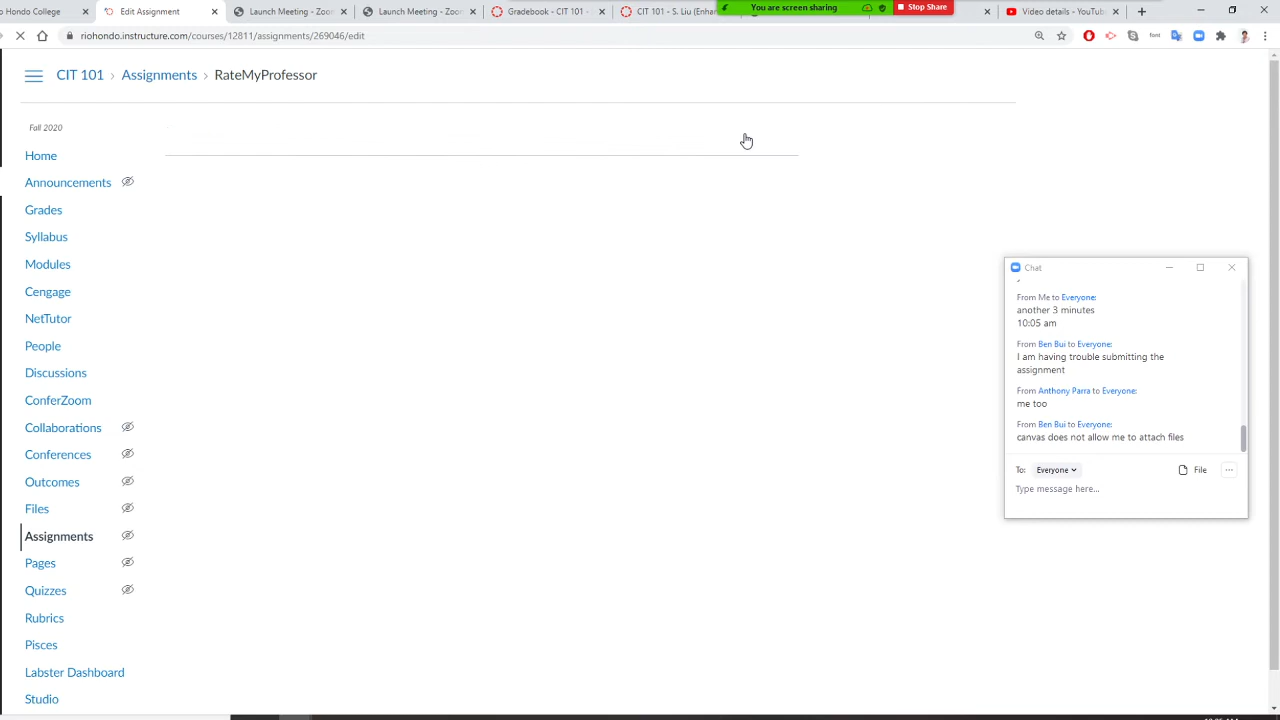 o Hondo College
Edit Assignment
Launch Meeting - Zoo
Launch Meeting - Zoo
Gradebook - CIT 101 -
CIT 101 - S. Liu (Enhar
Video details - YouTub
You are screen sharing
Stop Share
riohondo.instructure.com/courses/12811/assignments/269046/edit
font
CIT 101 › Assignments › RateMyProfessor
Fall 2020
Home
Announcements
Grades
Syllabus
Modules
Cengage
NetTutor
People
Discussions
ConferZoom
Collaborations
Conferences
Outcomes
Files
Assignments
Pages
Quizzes
Rubrics
Pisces
Labster Dashboard
Studio
Chat
From Me to Everyone:
another 3 minutes
10:05 am
From Ben Bui to Everyone:
I am having trouble submitting the
assignment
From Anthony Parra to Everyone:
me too
From Ben Bui to Everyone:
canvas does not allow me to attach files
To: Everyone
File
Type message here...